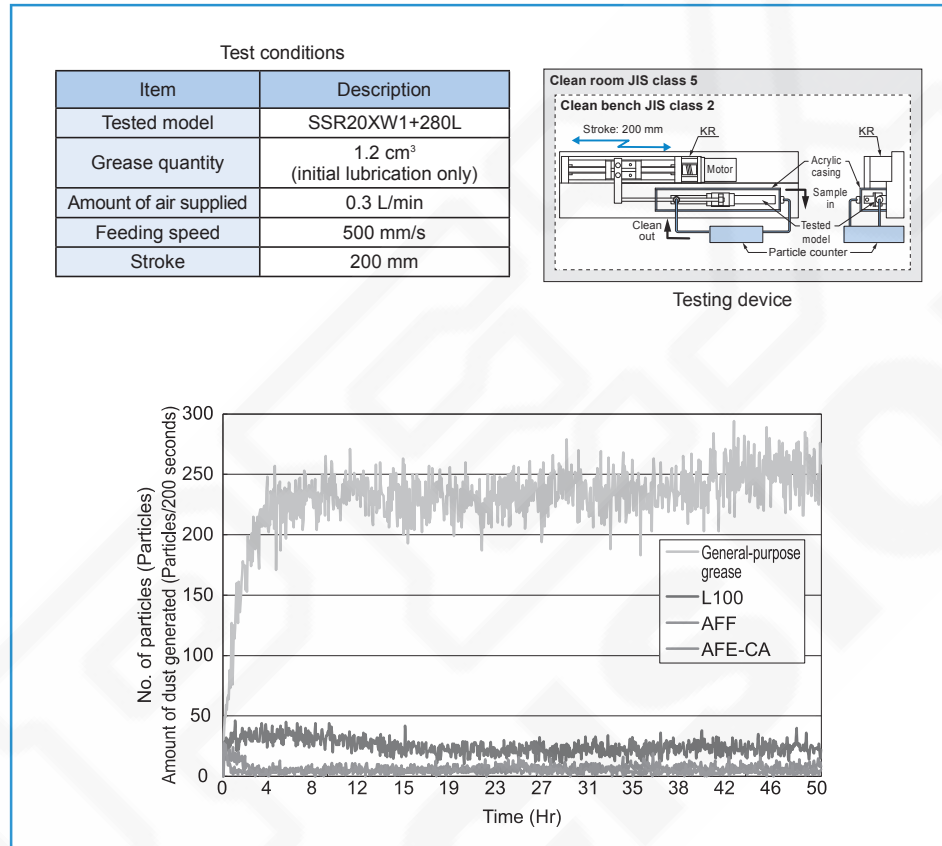 Test conditions
Item Description
Tested model SSR20XW1+280L
Grease quantity 1.2 cm³
(initial lubrication only)
Amount of air supplied 0.3 L/min
Feeding speed 500 mm/s
Stroke 200 mm
Clean room JIS class 5
Clean bench JIS class 2
Stroke: 200 mm
KR
KR
Motor
Acrylic
casing
Sample
in
Clean
out
Tested
model
Particle counter
Testing device
No. of particles (Particles)
Amount of dust generated (Particles/200 seconds)
300
250
200
150
100
50
0
General-purpose
grease
L100
AFF
AFE-CA
0 4 8 12 15 19 23 27 31 35 38 42 46 50
Time (Hr)